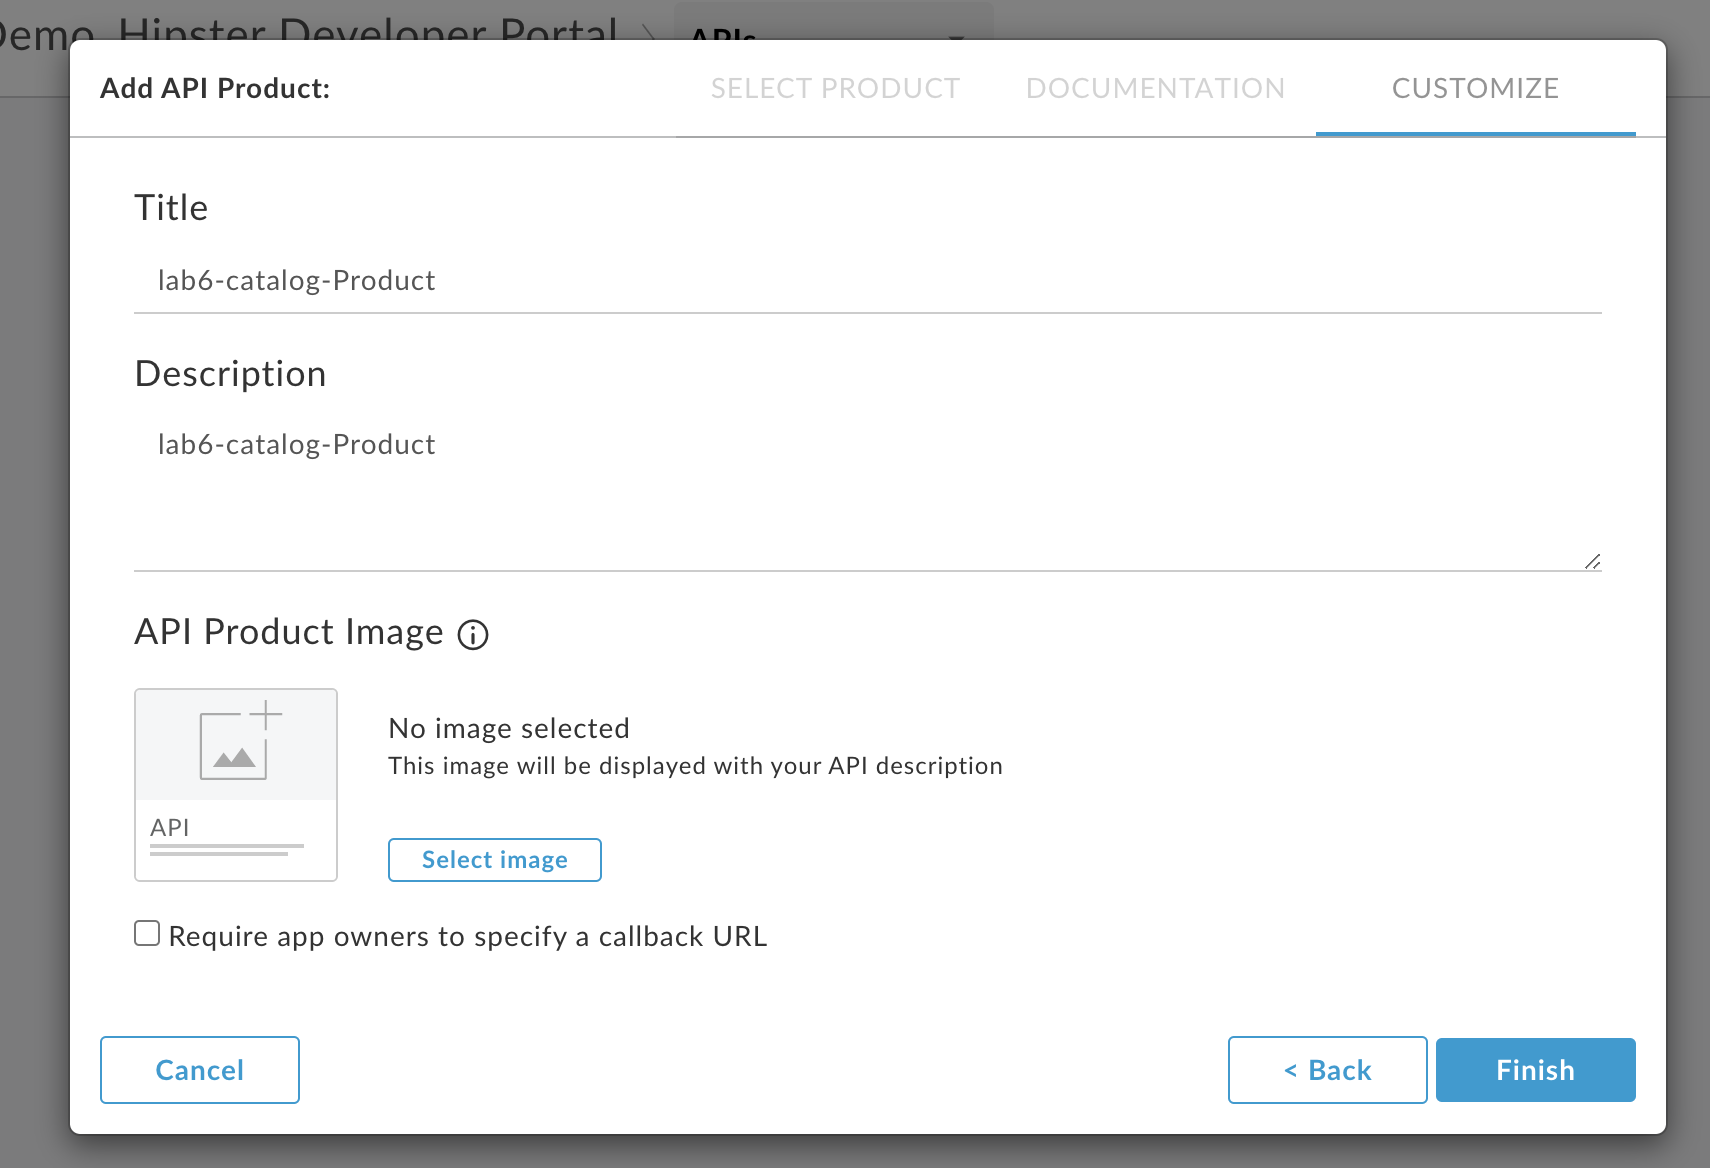 Demo Hipster Developer Portal APIs
Add API Product: SELECT PRODUCT DOCUMENTATION CUSTOMIZE
Title
lab6-catalog-Product
Description
lab6-catalog-Product
API Product Image
No image selected
This image will be displayed with your API description
API
Select image
Require app owners to specify a callback URL
Cancel < Back Finish